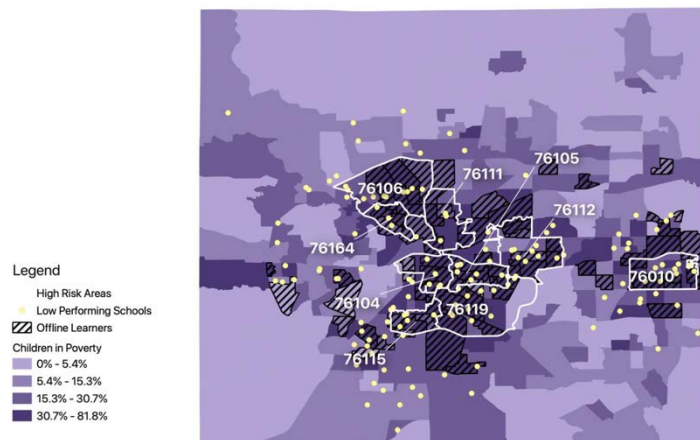 76105
76111
76106
76112
76164
76010
76104
76119
76115
Legend
High Risk Areas
Low Performing Schools
Offline Learners
Children in Poverty
0% - 5.4%
5.4% - 15.3%
15.3% - 30.7%
30.7% - 81.8%